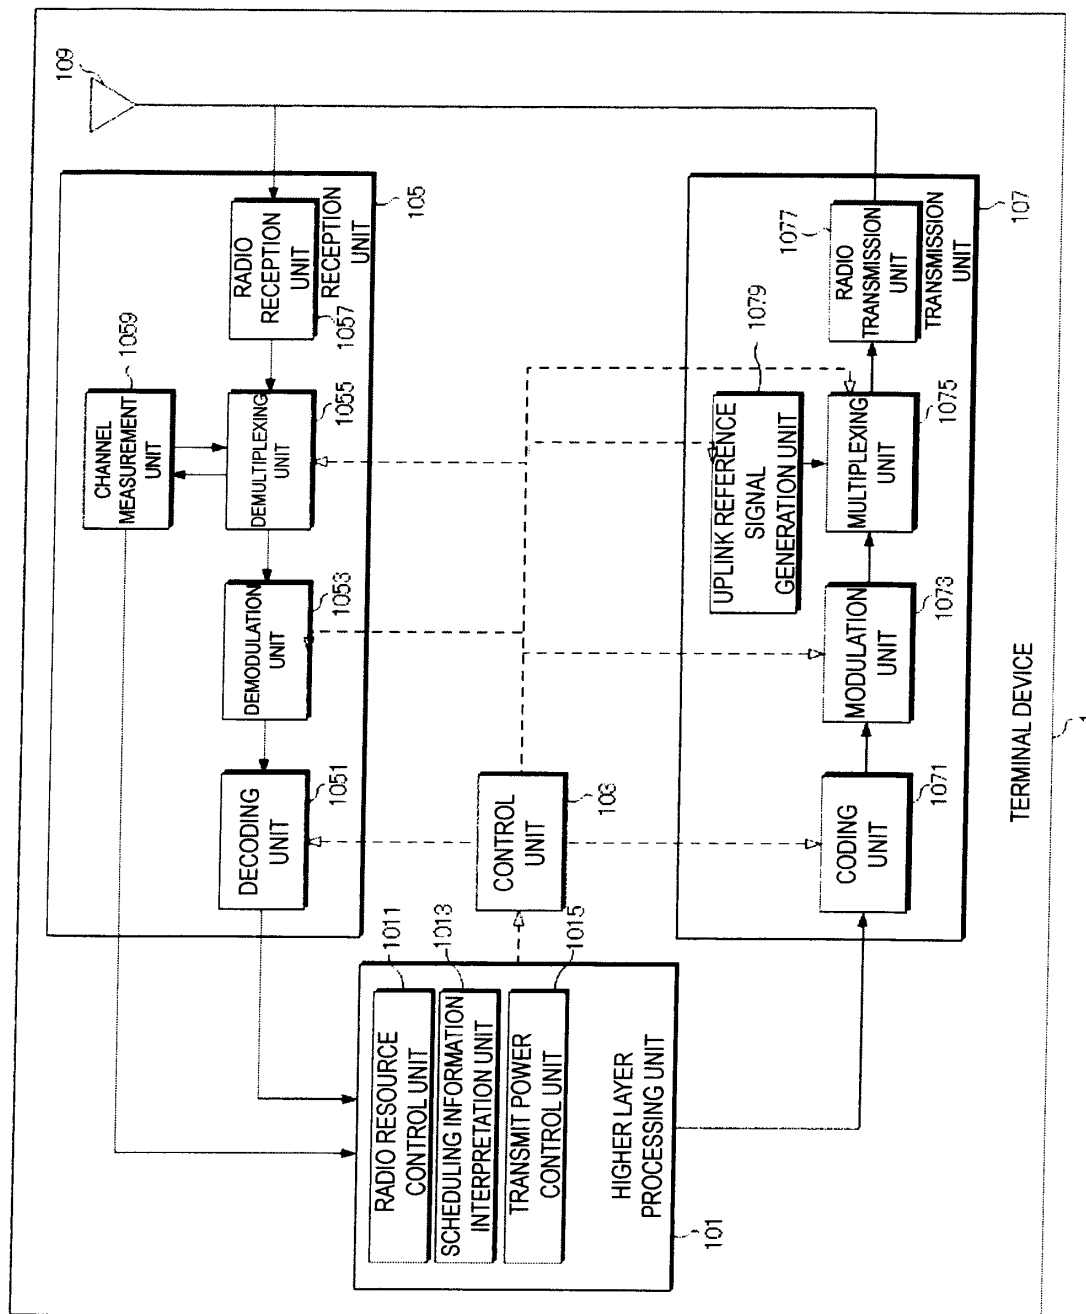 109
105
RADIO
RECEPTION
UNIT
RECEPTION
UNIT
1057
1059
CHANNEL
MEASUREMENT
UNIT
DEMULTIPLEXING
UNIT
1055
DEMODULATION
UNIT
1053
DECODING
UNIT
1051
CONTROL
UNIT
103
RADIO RESOURCE
CONTROL UNIT
1011
SCHEDULING INFORMATION
INTERPRETATION UNIT
1013
TRANSMIT POWER
CONTROL UNIT
1015
HIGHER LAYER
PROCESSING UNIT
101
CODING
UNIT
1071
MODULATION
UNIT
1073
UPLINK REFERENCE
SIGNAL
GENERATION UNIT
1079
MULTIPLEXING
UNIT
1075
RADIO
TRANSMISSION
UNIT
1077
TRANSMISSION
UNIT
107
TERMINAL DEVICE
1